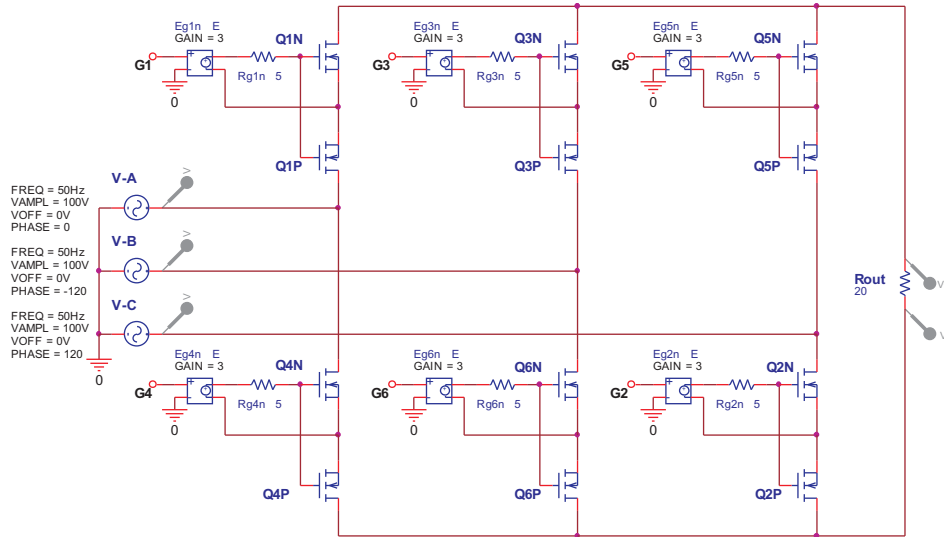 Eg1n E
GAIN = 3
Q1N
G1
Rg1n 5
0
Q1P
Eg3n E
GAIN = 3
Q3N
G3
Rg3n 5
0
Q3P
Eg5n E
GAIN = 3
Q5N
G5
Rg5n 5
0
Q5P
V-A
FREQ = 50Hz
VAMPL = 100V
VOFF = 0V
PHASE = 0
V
V-B
FREQ = 50Hz
VAMPL = 100V
VOFF = 0V
PHASE = -120
V
V-C
FREQ = 50Hz
VAMPL = 100V
VOFF = 0V
PHASE = 120
V
0
Rout
20
V
V
Eg4n E
GAIN = 3
Q4N
G4
Rg4n 5
0
Q4P
Eg6n E
GAIN = 3
Q6N
G6
Rg6n 5
0
Q6P
Eg2n E
GAIN = 3
Q2N
G2
Rg2n 5
0
Q2P